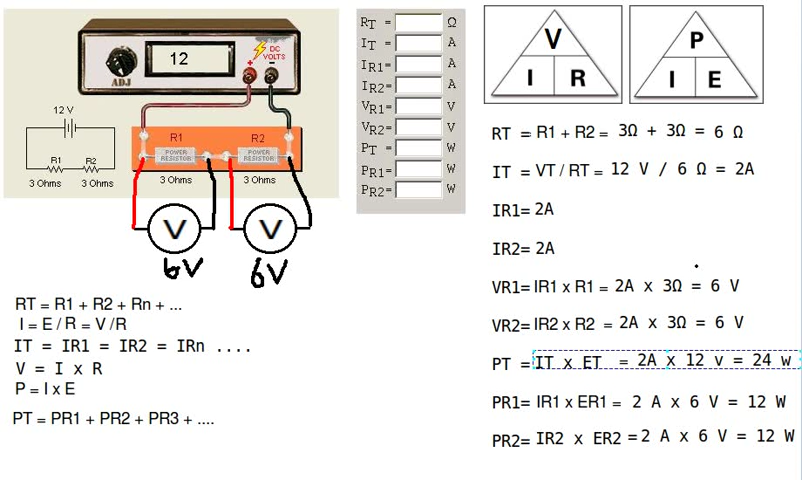 12
DC
VOLTS
+ -
ADJ
12 V
R1 R2
3 Ohms 3 Ohms
R1 R2
POWER RESISTOR POWER RESISTOR
3 Ohms 3 Ohms
V V
6V 6V
RT = R1 + R2 + Rn + ...
I = E / R = V /R
IT = IR1 = IR2 = IRn ....
V = I x R
P = I x E
PT = PR1 + PR2 + PR3 + ....
RT = Ω
IT = A
IR1 = A
IR2 = A
VR1 = V
VR2 = V
PT = W
PR1 = W
PR2 = W
V
I R
P
I E
RT = R1 + R2 = 3Ω + 3Ω = 6 Ω
IT = VT / RT = 12 V / 6 Ω = 2A
IR1= 2A
IR2= 2A
VR1= IR1 x R1 = 2A x 3Ω = 6 V
VR2= IR2 x R2 = 2A x 3Ω = 6 V
PT = IT x ET = 2A x 12 v = 24 w
PR1= IR1 x ER1 = 2 A x 6 V = 12 W
PR2= IR2 x ER2 = 2 A x 6 V = 12 W